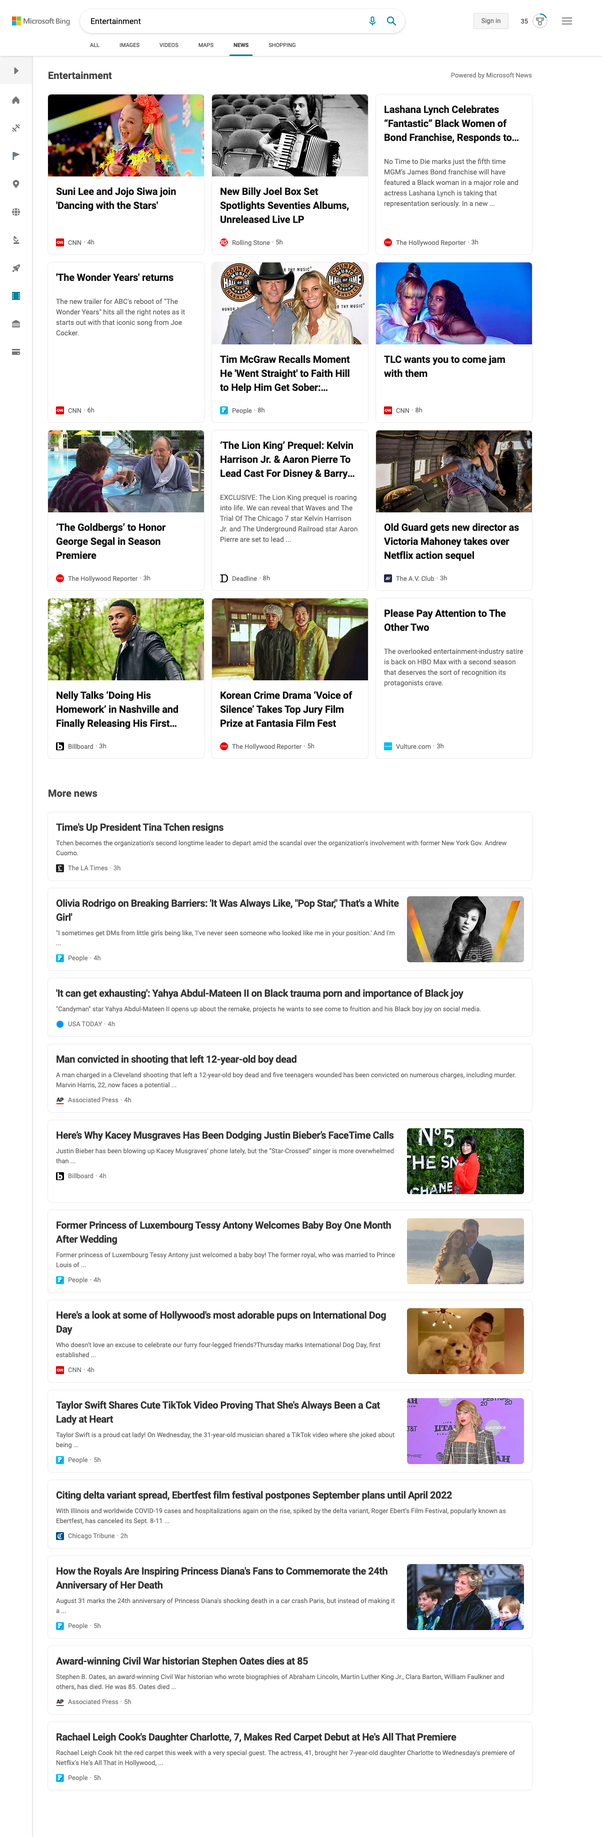 Microsoft Bing
Entertainment
Sign in
35
ALL IMAGES VIDEOS MAPS NEWS SHOPPING
Entertainment
Powered by Microsoft News
Suni Lee and Jojo Siwa join
'Dancing with the Stars'
CNN · 4h
New Billy Joel Box Set
Spotlights Seventies Albums,
Unreleased Live LP
Rolling Stone · 5h
Lashana Lynch Celebrates
“Fantastic” Black Women of
Bond Franchise, Responds to...
No Time to Die marks just the fifth time
MGM's James Bond franchise will have
featured a Black woman in a major role and
actress Lashana Lynch is taking that
representation seriously. In a new ...
The Hollywood Reporter · 3h
'The Wonder Years' returns
The new trailer for ABC's reboot of "The
Wonder Years" hits all the right notes as it
starts out with that iconic song from Joe
Cocker.
CNN · 6h
Tim McGraw Recalls Moment
He 'Went Straight' to Faith Hill
to Help Him Get Sober:...
People · 8h
TLC wants you to come jam
with them
CNN · 8h
‘The Goldbergs’ to Honor
George Segal in Season
Premiere
The Hollywood Reporter · 3h
‘The Lion King’ Prequel: Kelvin
Harrison Jr. & Aaron Pierre To
Lead Cast For Disney & Barry...
EXCLUSIVE: The Lion King prequel is roaring
into life. We can reveal that Waves and The
Trial Of The Chicago 7 star Kelvin Harrison
Jr. and The Underground Railroad star Aaron
Pierre are set to lead ...
Deadline · 8h
Old Guard gets new director as
Victoria Mahoney takes over
Netflix action sequel
The A.V. Club · 3h
Nelly Talks ‘Doing His
Homework’ in Nashville and
Finally Releasing His First...
Billboard · 3h
Korean Crime Drama ‘Voice of
Silence’ Takes Top Jury Film
Prize at Fantasia Film Fest
The Hollywood Reporter · 5h
Please Pay Attention to The
Other Two
The overlooked entertainment-industry satire
is back on HBO Max with a second season
that deserves the sort of recognition its
protagonists crave.
Vulture.com · 3h
More news
Time's Up President Tina Tchen resigns
Tchen becomes the organization's second longtime leader to depart amid the scandal over the organization's involvement with former New York Gov. Andrew
Cuomo.
The LA Times · 3h
Olivia Rodrigo on Breaking Barriers: 'It Was Always Like, "Pop Star," That's a White
Girl'
"I sometimes get DMs from little girls being like, 'I've never seen someone who looked like me in your position.' And I'm
...
People · 4h
'It can get exhausting': Yahya Abdul-Mateen II on Black trauma porn and importance of Black joy
"Candyman" star Yahya Abdul-Mateen II opens up about the remake, projects he wants to see come to fruition and his Black boy joy on social media.
USA TODAY · 4h
Man convicted in shooting that left 12-year-old boy dead
A man charged in a Cleveland shooting that left a 12-year-old boy dead and five teenagers wounded has been convicted on numerous charges, including murder.
Marvin Harris, 22, now faces a potential ...
AP Associated Press · 4h
Here’s Why Kacey Musgraves Has Been Dodging Justin Bieber’s FaceTime Calls
Justin Bieber has been blowing up Kacey Musgraves' phone lately, but the “Star-Crossed” singer is more overwhelmed
than ...
Billboard · 4h
Nº5
THE SN
CHANE
Former Princess of Luxembourg Tessy Antony Welcomes Baby Boy One Month
After Wedding
Former princess of Luxembourg Tessy Antony just welcomed a baby boy! The former royal, who was married to Prince
Louis of ...
People · 4h
Here's a look at some of Hollywood's most adorable pups on International Dog
Day
Who doesn't love an excuse to celebrate our furry four-legged friends?Thursday marks International Dog Day, first
established ...
CNN · 4h
Taylor Swift Shares Cute TikTok Video Proving That She's Always Been a Cat
Lady at Heart
Taylor Swift is a proud cat lady! On Wednesday, the 31-year-old musician shared a TikTok video where she joked about
being ...
People · 5h
Citing delta variant spread, Ebertfest film festival postpones September plans until April 2022
With Illinois and worldwide COVID-19 cases and hospitalizations again on the rise, spiked by the delta variant, Roger Ebert's Film Festival, popularly known as
Ebertfest, has canceled its Sept. 8-11 ...
Chicago Tribune · 2h
How the Royals Are Inspiring Princess Diana's Fans to Commemorate the 24th
Anniversary of Her Death
August 31 marks the 24th anniversary of Princess Diana's shocking death in a car crash Paris, but instead of making it
a ...
People · 5h
Award-winning Civil War historian Stephen Oates dies at 85
Stephen B. Oates, an award-winning Civil War historian who wrote biographies of Abraham Lincoln, Martin Luther King Jr., Clara Barton, William Faulkner and
others, has died. He was 85. Oates died ...
AP Associated Press · 5h
Rachael Leigh Cook's Daughter Charlotte, 7, Makes Red Carpet Debut at He's All That Premiere
Rachael Leigh Cook hit the red carpet this week with a very special guest. The actress, 41, brought her 7-year-old daughter Charlotte to Wednesday's premiere of
Netflix's He's All That in Hollywood, ...
People · 5h